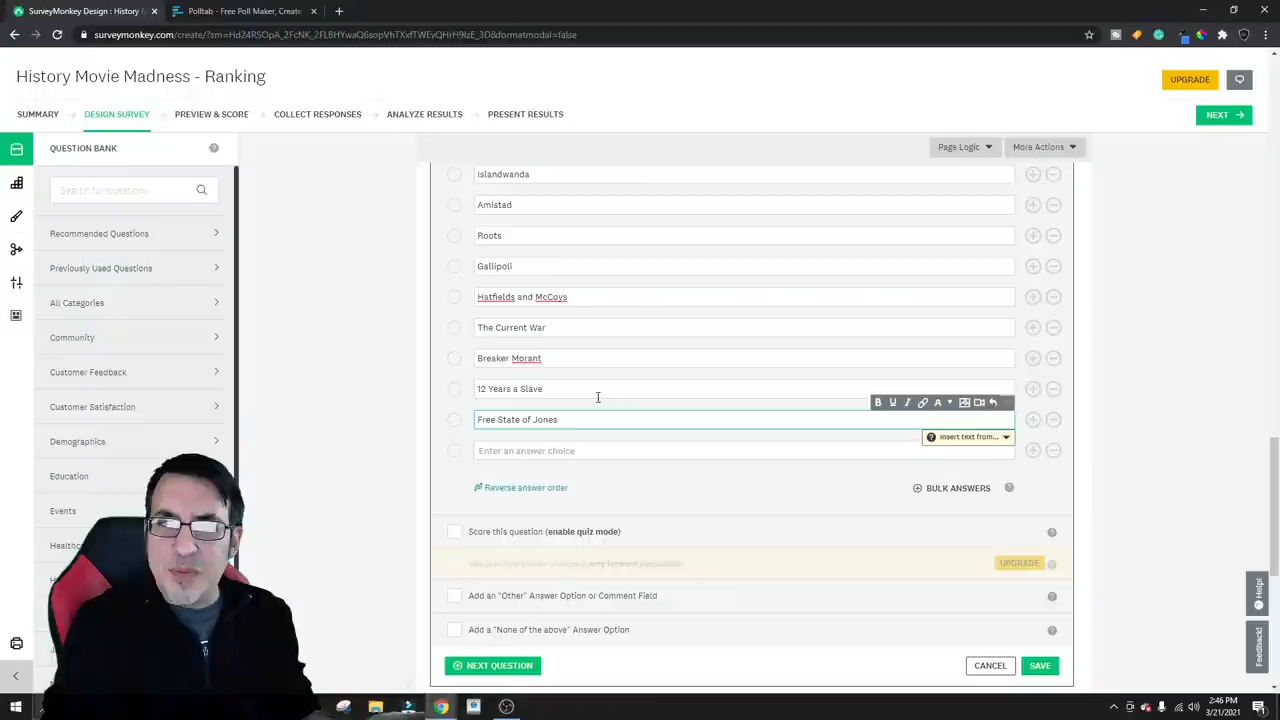 SurveyMonkey Design : History M
Polltab - Free Poll Maker, Create
surveymonkey.com/create/?sm=Hd24RSOpA_2FcNK_2FLBHYwaQ6sopVhTXxfTWEvQHrH9IzE_3D&formatmodal=false
History Movie Madness - Ranking
UPGRADE
SUMMARY
DESIGN SURVEY
PREVIEW & SCORE
COLLECT RESPONSES
ANALYZE RESULTS
PRESENT RESULTS
NEXT
QUESTION BANK
Page Logic
More Actions
Search for questions
Recommended Questions
Previously Used Questions
All Categories
Community
Customer Feedback
Customer Satisfaction
Demographics
Education
Events
Healthc
Islandwanda
Amistad
Roots
Gallipoli
Hatfields and McCoys
The Current War
Breaker Morant
12 Years a Slave
B U I A
Free State of Jones
Insert text from...
Enter an answer choice
Reverse answer order
BULK ANSWERS
Score this question (enable quiz mode)
UPGRADE
Add an "Other" Answer Option or Comment Field
Add a "None of the above" Answer Option
NEXT QUESTION
CANCEL
SAVE
Help!
Feedback!
2:46 PM
3/21/2021